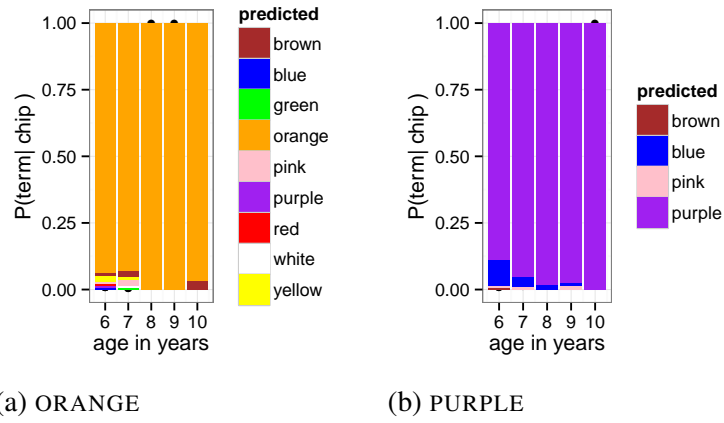 predicted
brown
blue
green
orange
pink
purple
red
white
yellow
P(term| chip )
1.00
0.75
0.50
0.25
0.00
6 7 8 9 10
age in years
(a) ORANGE
predicted
brown
blue
pink
purple
P(term| chip )
1.00
0.75
0.50
0.25
0.00
6 7 8 9 10
age in years
(b) PURPLE